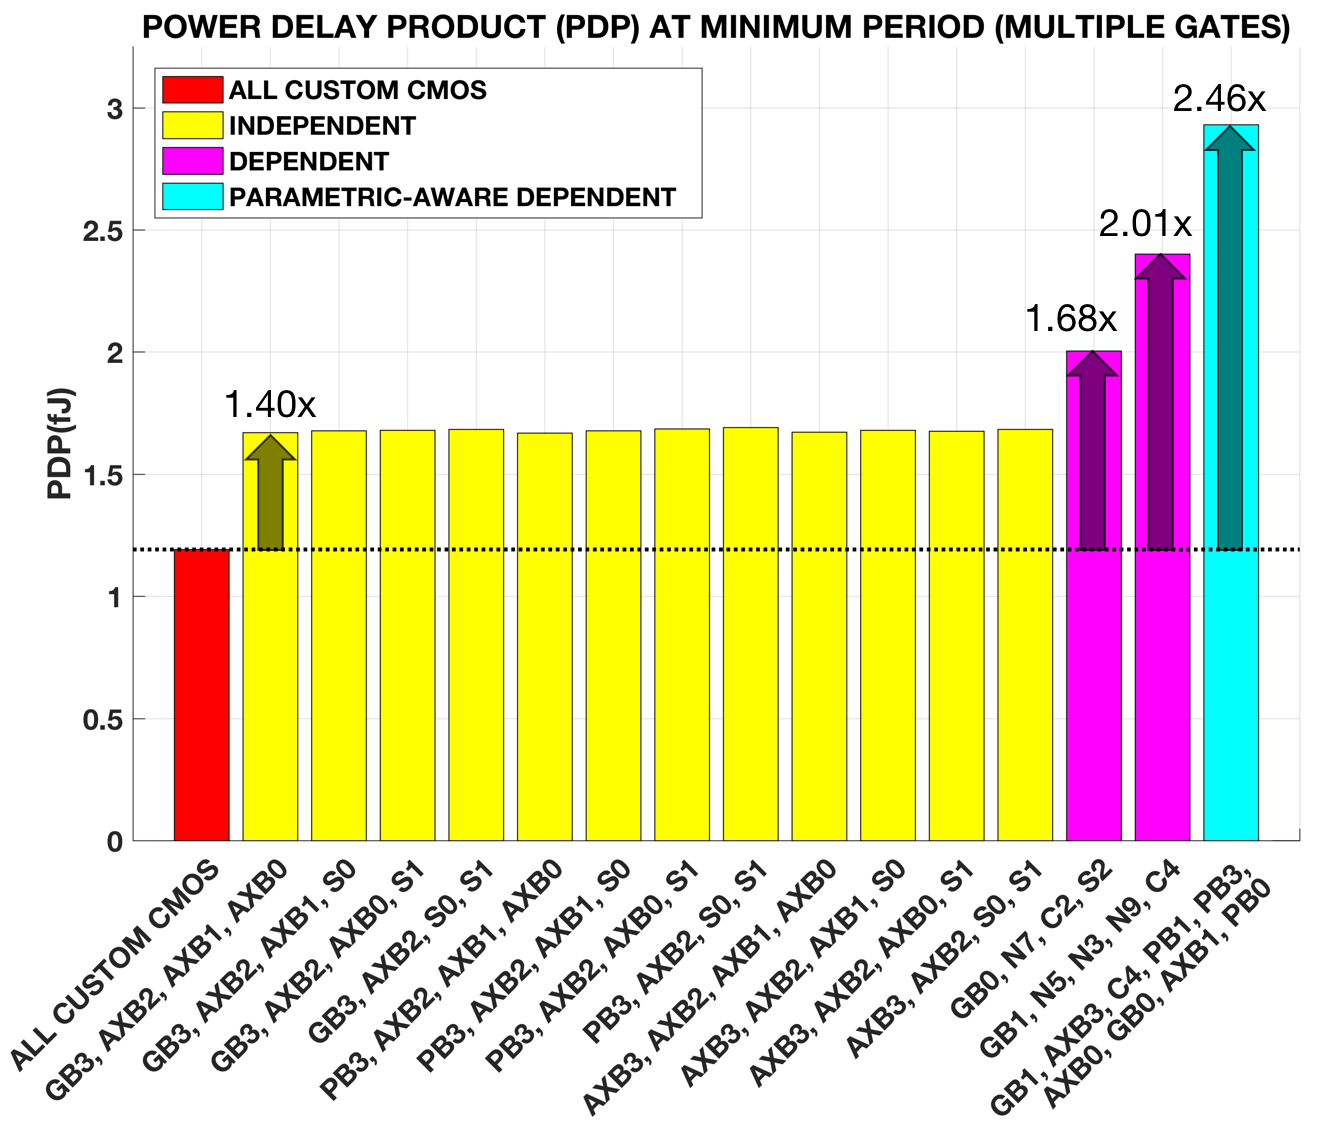 POWER DELAY PRODUCT (PDP) AT MINIMUM PERIOD (MULTIPLE GATES)
ALL CUSTOM CMOS
INDEPENDENT
DEPENDENT
PARAMETRIC-AWARE DEPENDENT
PDP(fJ)
3
2.5
2
1.5
1
0.5
0
1.40x
1.68x
2.01x
2.46x
ALL CUSTOM CMOS
GB3, AXB2, AXB1, AXB0
GB3, AXB2, AXB1, S0
GB3, AXB2, AXB0, S1
GB3, AXB2, S0, S1
PB3, AXB2, AXB1, AXB0
PB3, AXB2, AXB1, S0
PB3, AXB2, AXB0, S1
PB3, AXB2, S0, S1
AXB3, AXB2, AXB1, AXB0
AXB3, AXB2, AXB1, S0
AXB3, AXB2, AXB0, S1
AXB3, AXB2, S0, S1
GB0, N7, C2, S2
GB1, N5, N3, N9, C4
GB1, AXB3, C4, PB1, PB3,
AXB0, GB0, AXB1, PB0